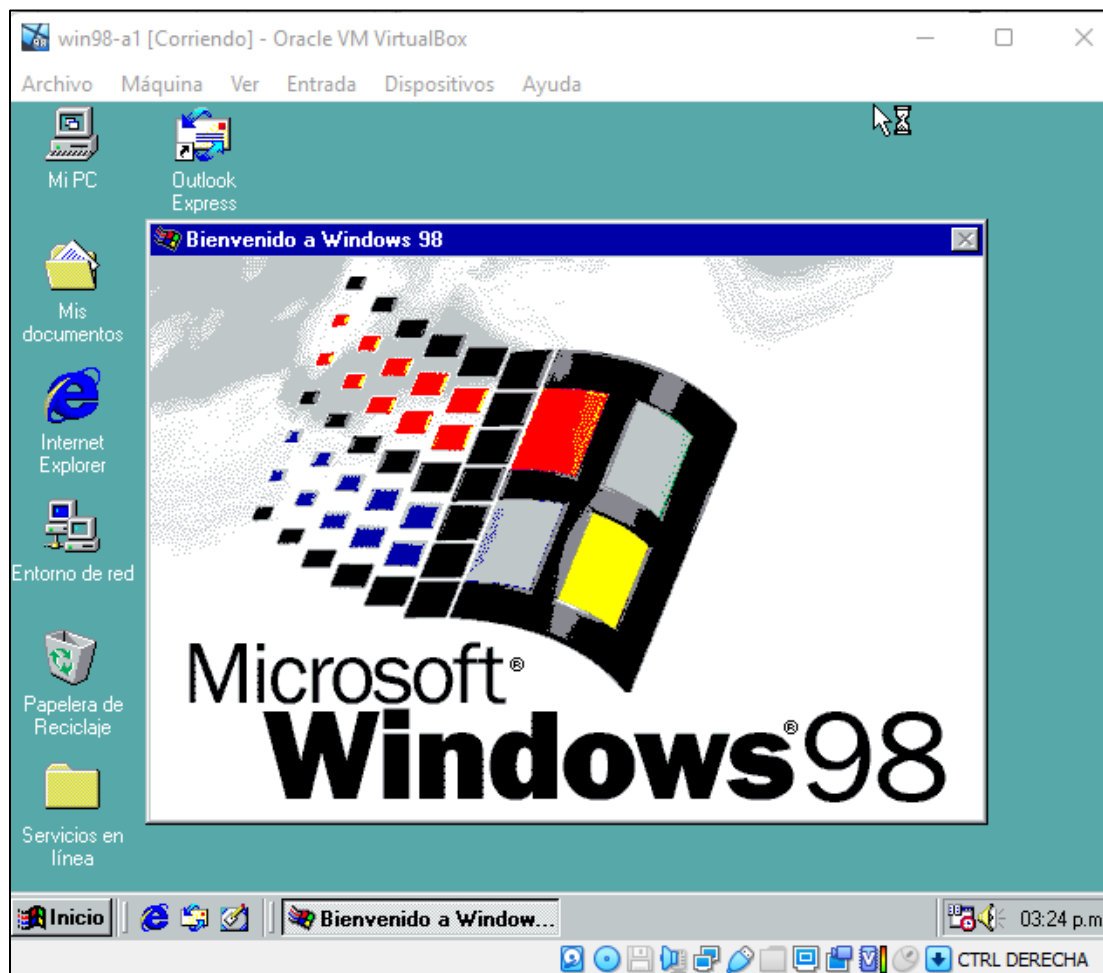 win98-a1 [Corriendo] - Oracle VM VirtualBox
Archivo Máquina Ver Entrada Dispositivos Ayuda
Mi PC
Outlook
Express
Bienvenido a Windows 98
Mis
documentos
Internet
Explorer
Entorno de red
Papelera de
Reciclaje
Servicios en
línea
Microsoft®
Windows®98
Inicio
Bienvenido a Window...
03:24 p.m
CTRL DERECHA